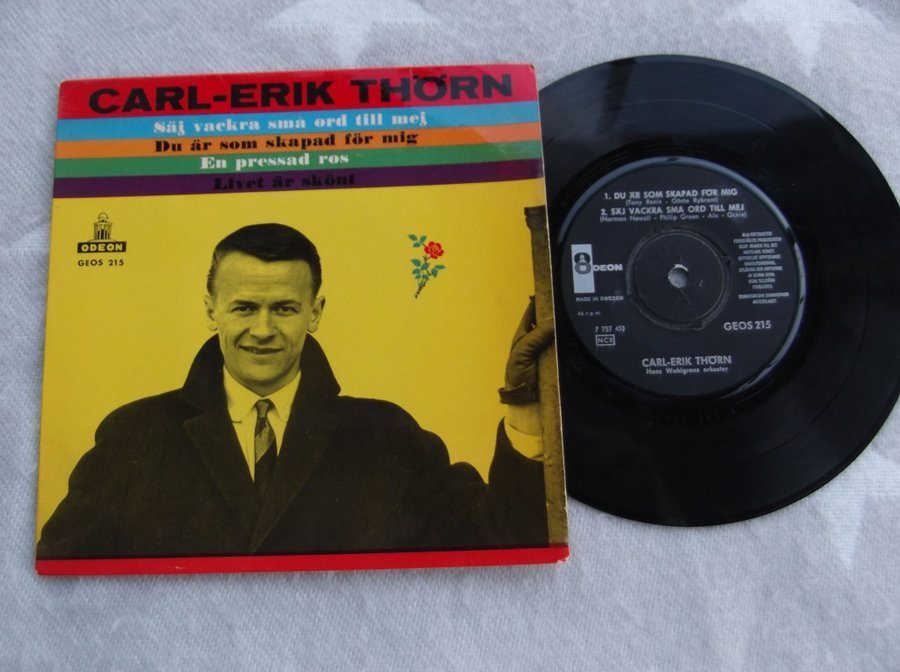 CARL-ERIK THÖRN
Säj vackra små ord till mej
Du är som skapad för mig
En pressad ros
Livet är skönt
ODEON
GEOS 215
1. DU ÄR SOM SKAPAD FÖR MIG
(Tony Renis - Gösta Rybrant)
2. SÄJ VACKRA SMÅ ORD TILL MEJ
(Norman Newell - Philip Green - Aln - Ockie)
ODEON
MADE IN SWEDEN
45 r.p.m.
7 TST 453
NCB
GEOS 215
CARL-ERIK THÖRN
Hans Wahlgrens orkester